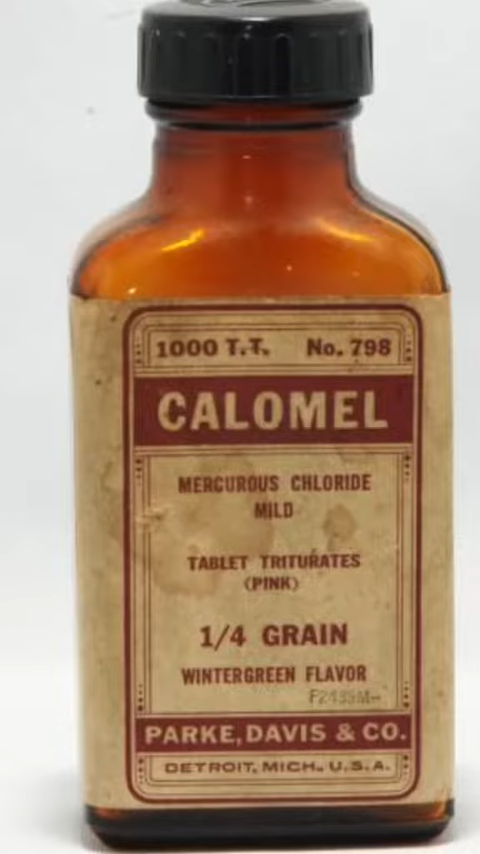 1000 T.T. No. 798
CALOMEL
MERCUROUS CHLORIDE
MILD
TABLET TRITURATES
(PINK)
1/4 GRAIN
WINTERGREEN FLAVOR
PARKE, DAVIS & CO.
DETROIT, MICH., U.S.A.